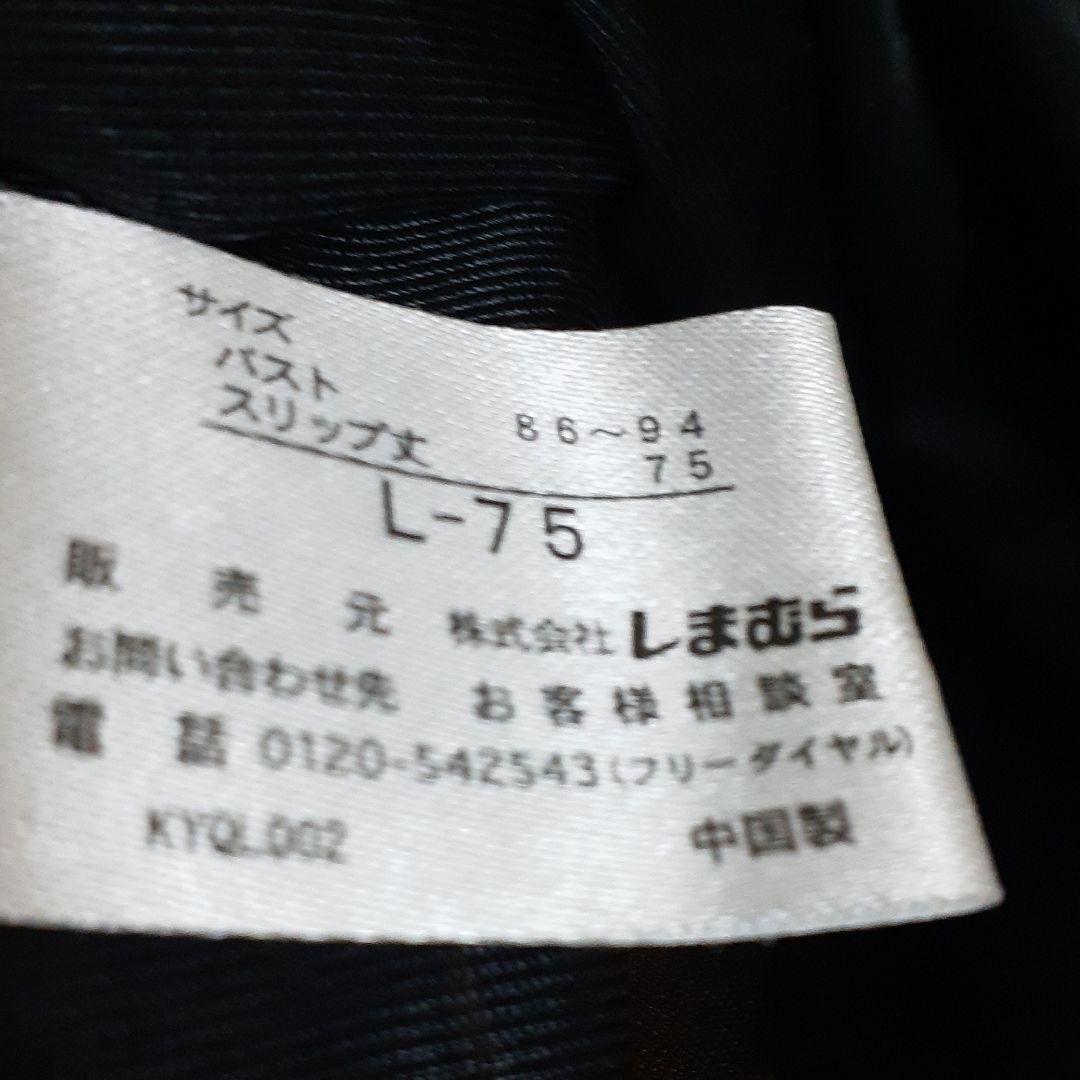 サイズ
バスト 86~94
スリップ丈 75
L-75
販売元 株式会社しまむら
お問い合わせ先 お客様相談室
電話 0120-542543(フリーダイヤル)
KYQL002 中国製